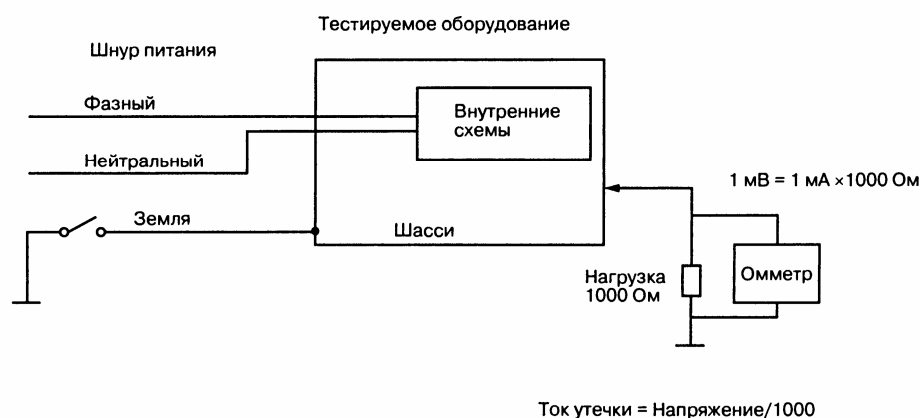 Тестируемое оборудование
Шнур питания
Фазный
Внутренние
схемы
Нейтральный
1 мВ = 1 мА ×1000 Ом
Земля
Шасси
Нагрузка
1000 Ом
Омметр
Ток утечки = Напряжение/1000